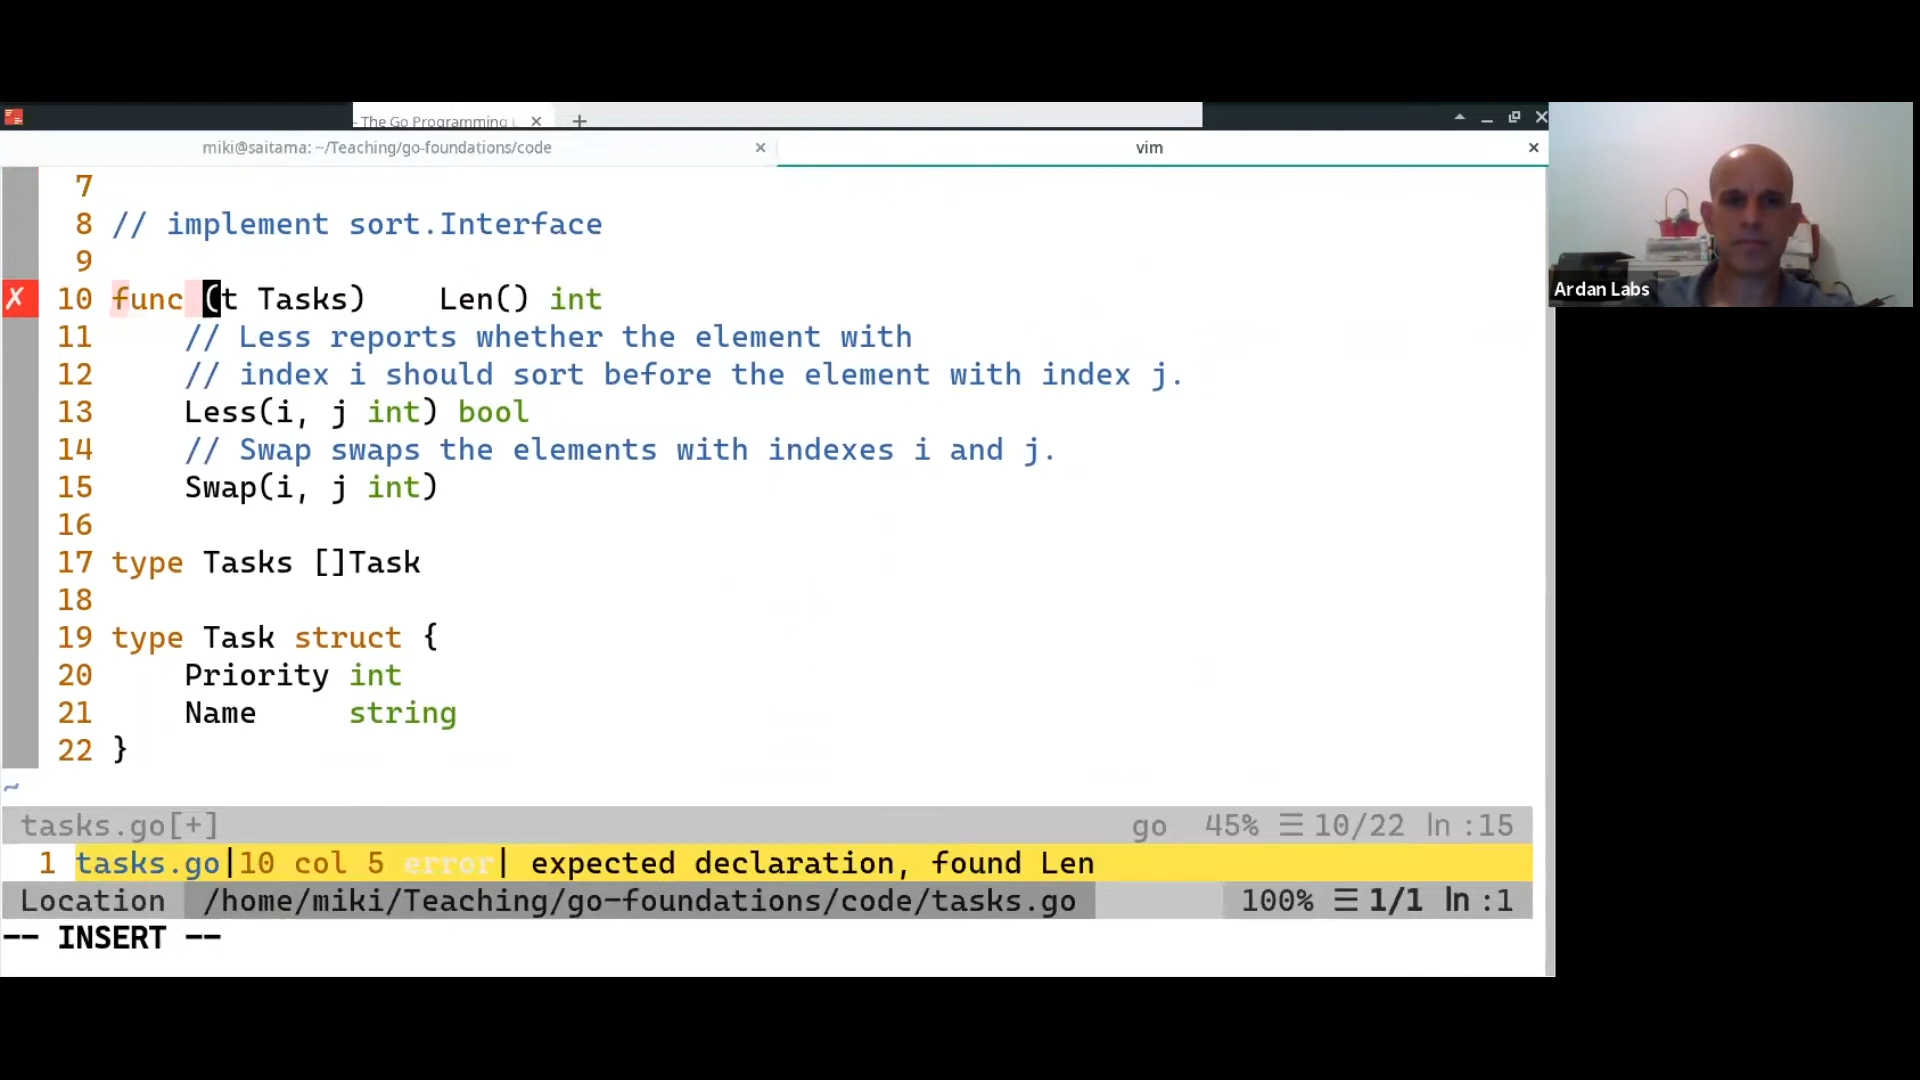 - The Go Programming L
miki@saitama: ~/Teaching/go-foundations/code
vim
7
8 // implement sort.Interface
9
10 func (t Tasks)    Len() int
11     // Less reports whether the element with
12     // index i should sort before the element with index j.
13     Less(i, j int) bool
14     // Swap swaps the elements with indexes i and j.
15     Swap(i, j int)
16
17 type Tasks []Task
18
19 type Task struct {
20     Priority int
21     Name     string
22 }
~
tasks.go[+] go 45% ☰ 10/22 ln :15
1 tasks.go|10 col 5 error| expected declaration, found Len
Location /home/miki/Teaching/go-foundations/code/tasks.go 100% ☰ 1/1 ln :1
-- INSERT --
Ardan Labs